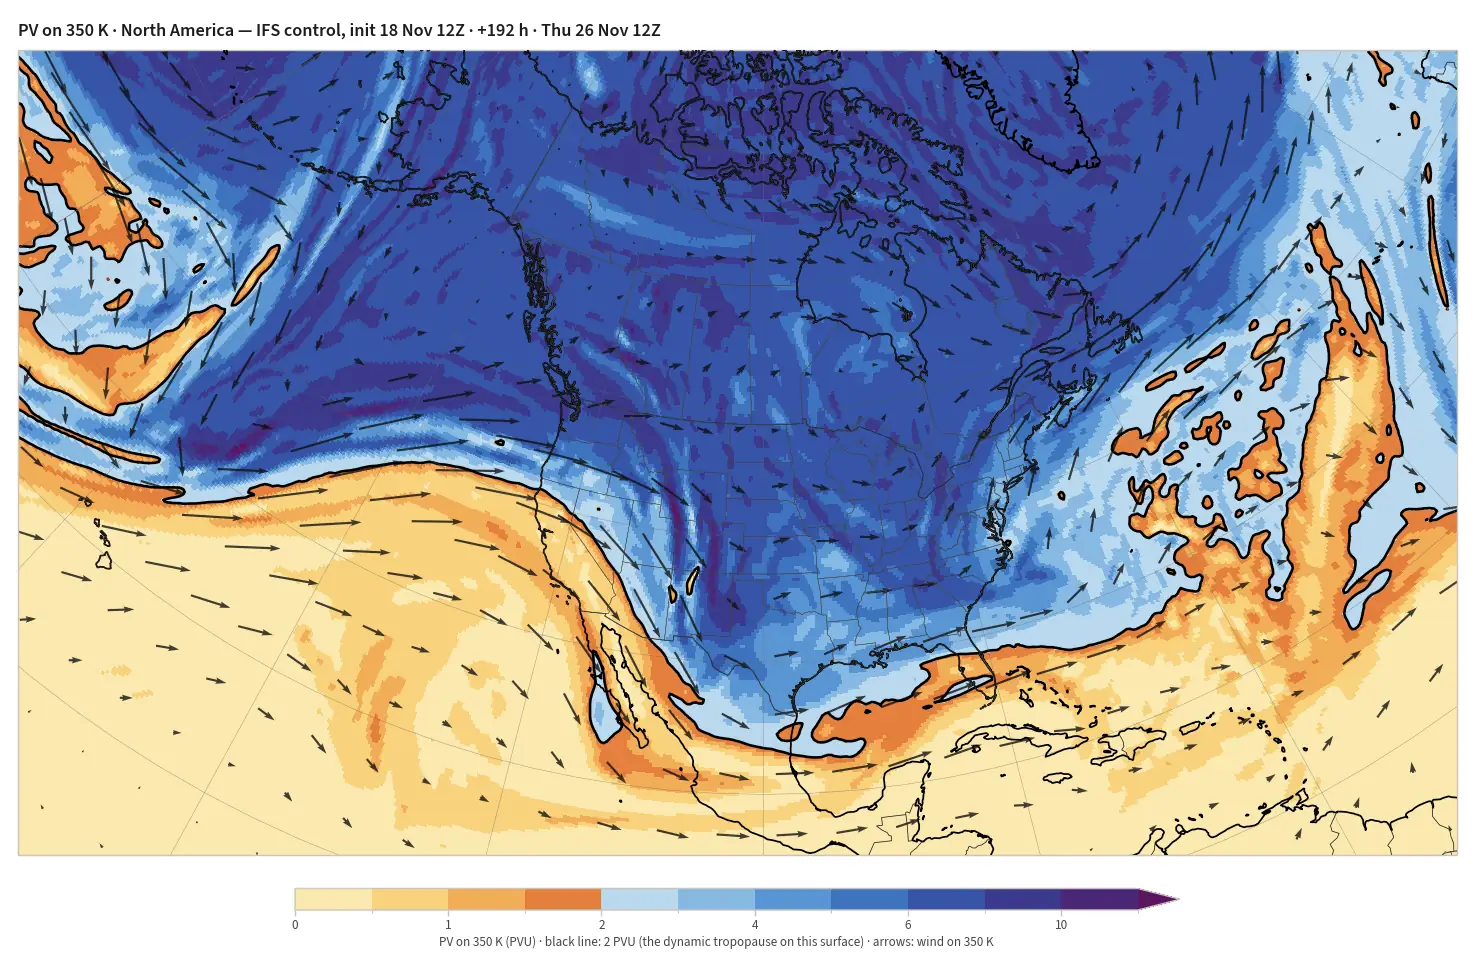 PV on 350 K · North America — IFS control, init 18 Nov 12Z · +192 h · Thu 26 Nov 12Z
0 1 2 4 6 10
PV on 350 K (PVU) · black line: 2 PVU (the dynamic tropopause on this surface) · arrows: wind on 350 K